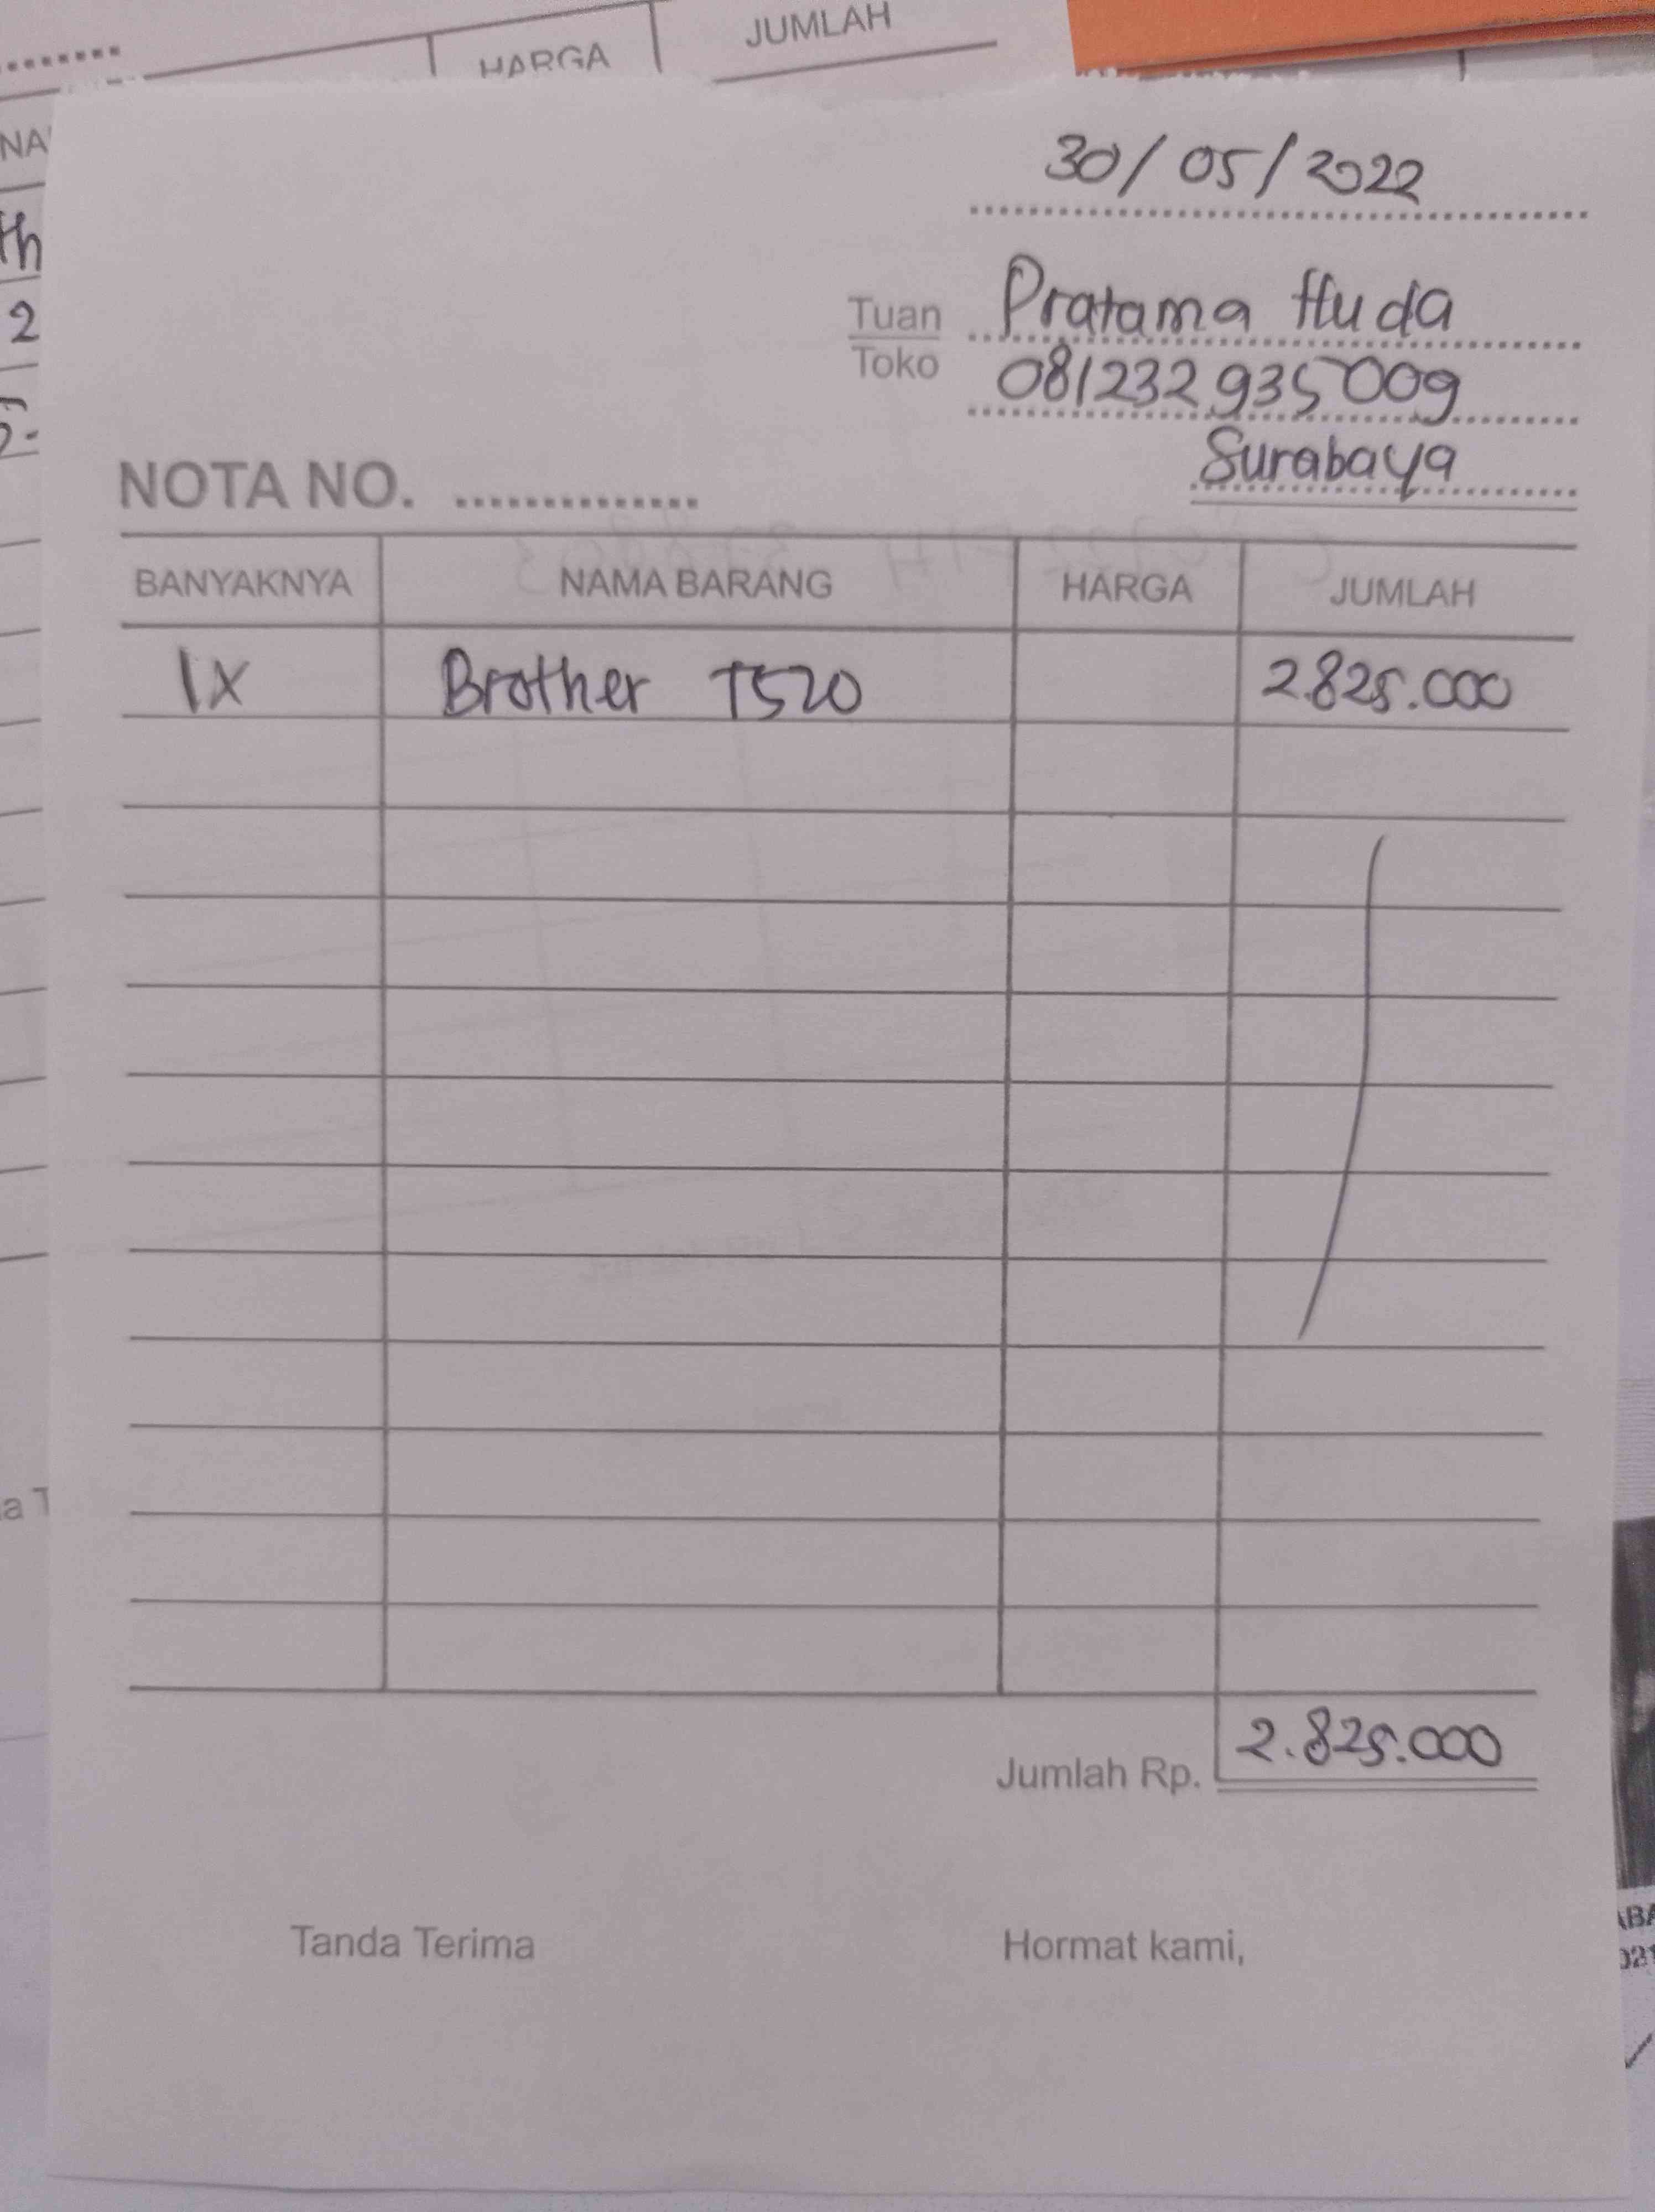 HARGA JUMLAH
30/05/2022
Tuan Pratama Huda
Toko 081232935009
Surabaya
NOTA NO. ..............
BANYAKNYA NAMA BARANG HARGA JUMLAH
1x Brother T520 2.825.000
Jumlah Rp. 2.825.000
Tanda Terima Hormat kami,